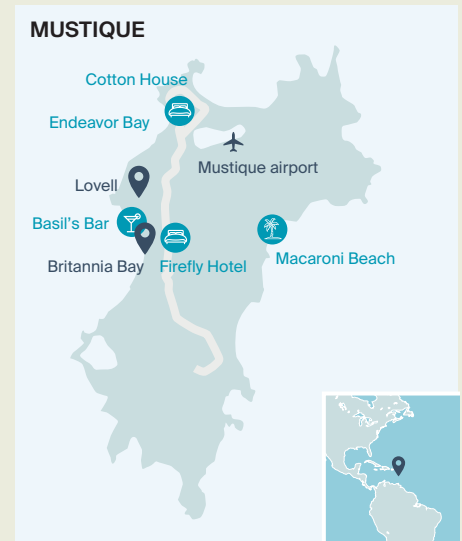 MUSTIQUE
Cotton House
Endeavor Bay
Mustique airport
Lovell
Basil's Bar
Britannia Bay
Firefly Hotel
Macaroni Beach